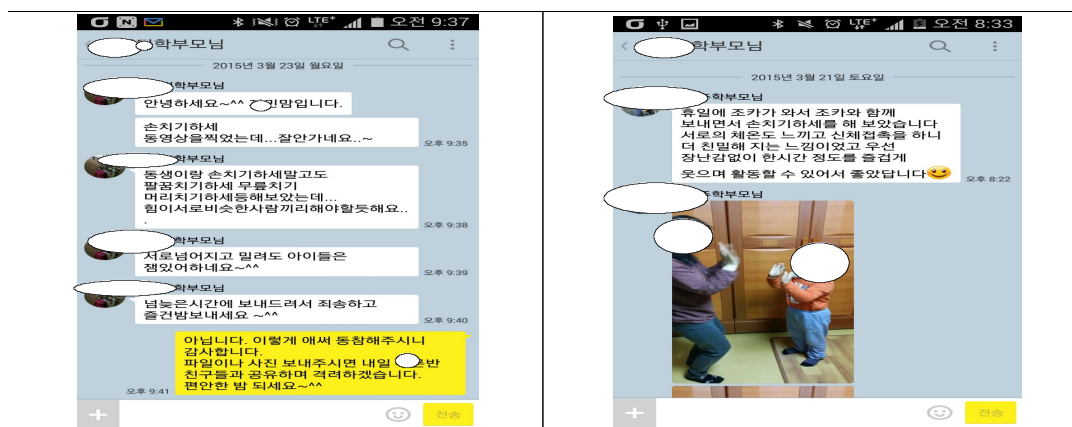 LTE+ 오전 9:37
학부모님
2015년 3월 23일 월요일
학부모님
안녕하세요~^^ 민맘입니다.
손치기하세
동영상을찍었는데...잘안가네요..~
오후 9:35
학부모님
동생이랑 손치기하세말고도
팔꿈치기하세 무릎치기
머리치기하세등해보았는데...
힘이서로비슷한사람끼리해야할듯해요..
.
오후 9:38
학부모님
서로넘어지고 밀려도 아이들은
잼있어하네요~^^
오후 9:39
학부모님
넘늦은시간에 보내드려서 죄송하고
즐건밤보내세요 ~^^
오후 9:40
아닙니다. 이렇게 애써 동참해주시니
감사합니다.
파일이나 사진 보내주시면 내일 반
친구들과 공유하며 격려하겠습니다.
편안한 밤 되세요~^^
오후 9:41
전송
LTE+ 오전 8:33
학부모님
2015년 3월 21일 토요일
학부모님
휴일에 조카가 와서 조카와 함께
보내면서 손치기하세를 해 보았습니다
서로의 체온도 느끼고 신체접촉을 하니
더 친밀해 지는 느낌이었고 우선
장난감없이 한시간 정도를 즐겁게
웃으며 활동할 수 있어서 좋았답니다
오후 8:22
학부모님
전송